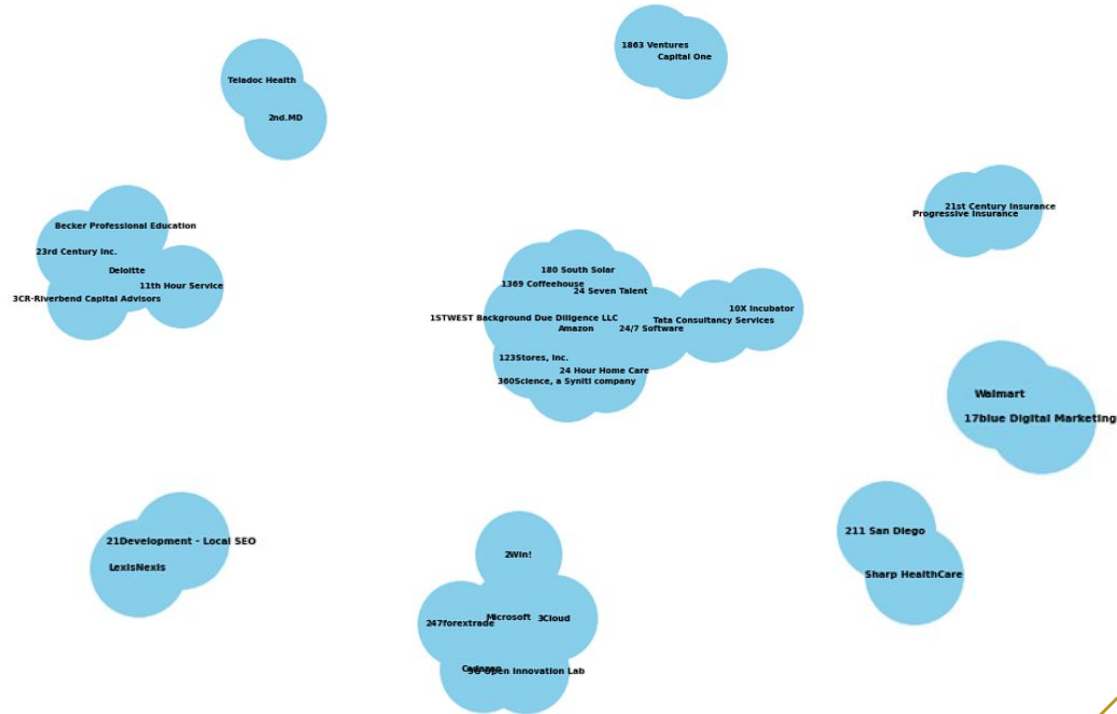 1863 Ventures
Capital One
Teladoc Health
2nd.MD
21st Century Insurance
Progressive Insurance
Becker Professional Education
23rd Century Inc.
Deloitte
11th Hour Service
3CR-Riverbend Capital Advisors
180 South Solar
1369 Coffeehouse
24 Seven Talent
10X Incubator
1STWEST Background Due Diligence LLC
Tata Consultancy Services
Amazon
24/7 Software
123Stores, Inc.
24 Hour Home Care
360Science, a Syniti company
Walmart
17blue Digital Marketing
211 San Diego
21Development - Local SEO
LexisNexis
Sharp HealthCare
2Win!
Microsoft
3Cloud
247forextrade
Open Innovation Lab